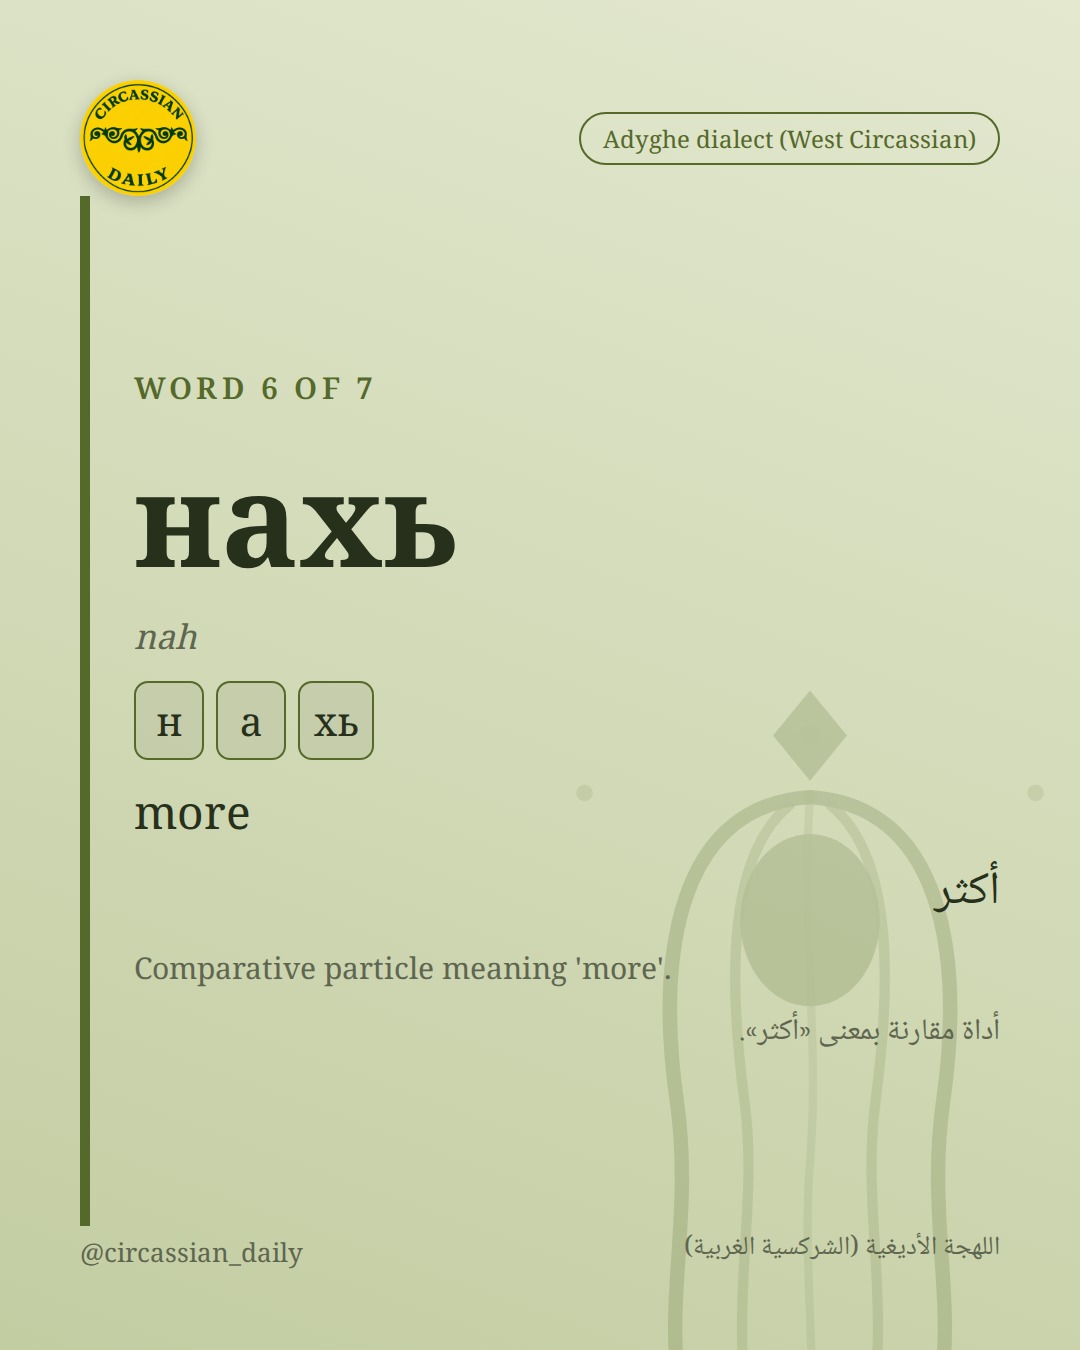 CIRCASSIAN
DAILY
Adyghe dialect (West Circassian)
WORD 6 OF 7
нахь
nah
н а хь
more
أكثر
Comparative particle meaning 'more'.
أداة مقارنة بمعنى «أكثر».
@circassian_daily
اللهجة الأديغية (الشركسية الغربية)